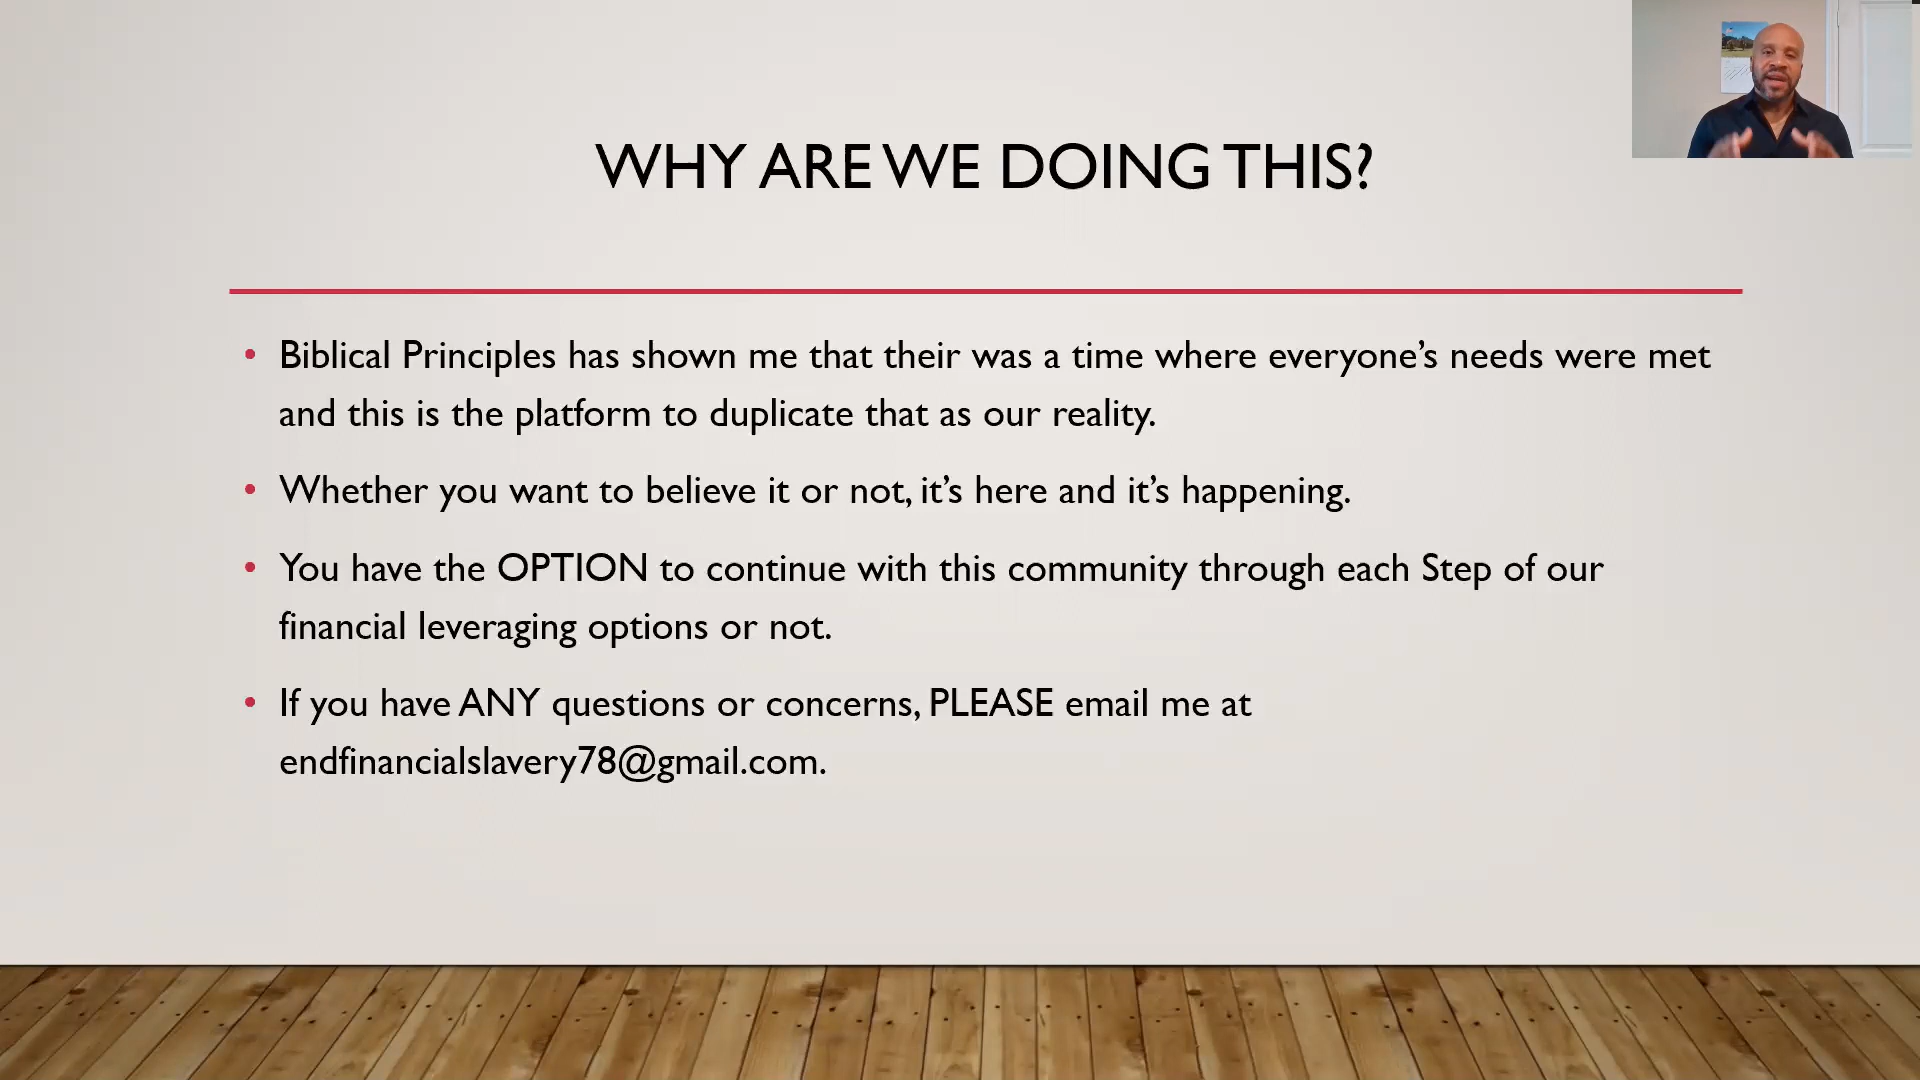 WHY ARE WE DOING THIS?
• Biblical Principles has shown me that their was a time where everyone’s needs were met
and this is the platform to duplicate that as our reality.
• Whether you want to believe it or not, it’s here and it’s happening.
• You have the OPTION to continue with this community through each Step of our
financial leveraging options or not.
• If you have ANY questions or concerns, PLEASE email me at
endfinancialslavery78@gmail.com.